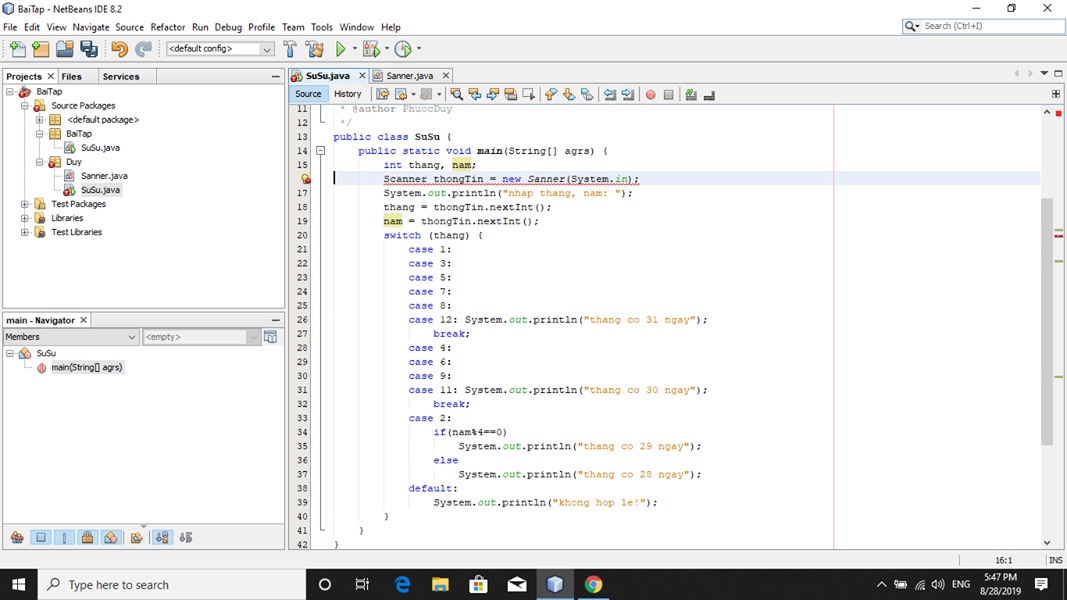 BaiTap - NetBeans IDE 8.2
File Edit View Navigate Source Refactor Run Debug Profile Team Tools Window Help
Search (Ctrl+I)
<default config>
Projects Files Services
SuSu.java Sanner.java
Source History
BaiTap
Source Packages
<default package>
BaiTap
SuSu.java
Duy
Sanner.java
SuSu.java
Test Packages
Libraries
Test Libraries
main - Navigator
Members <empty>
SuSu
main(String[] agrs)
11 * @author PhuocDuy
12 */
13 public class SuSu {
14 public static void main(String[] agrs) {
15 int thang, nam;
Scanner thongTin = new Sanner(System.in);
17 System.out.println("nhap thang, nam: ");
18 thang = thongTin.nextInt();
19 nam = thongTin.nextInt();
20 switch (thang) {
21 case 1:
22 case 3:
23 case 5:
24 case 7:
25 case 8:
26 case 12: System.out.println("thang co 31 ngay");
27 break;
28 case 4:
29 case 6:
30 case 9:
31 case 11: System.out.println("thang co 30 ngay");
32 break;
33 case 2:
34 if(nam%4==0)
35 System.out.println("thang co 29 ngay");
36 else
37 System.out.println("thang co 28 ngay");
38 default:
39 System.out.println("khong hop le!");
40 }
41 }
42 }
16:1 INS
Type here to search
ENG
5:47 PM
8/28/2019